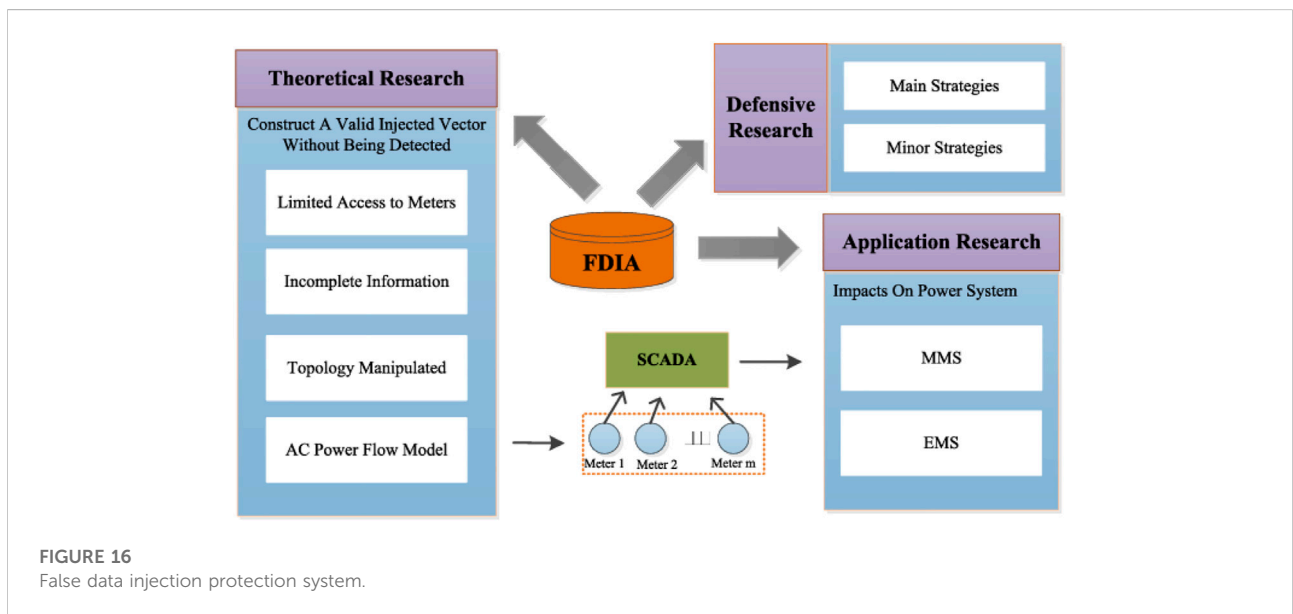 Theoretical Research
Construct A Valid Injected Vector
Without Being Detected
Limited Access to Meters
Incomplete Information
Topology Manipulated
AC Power Flow Model
Defensive
Research
Main Strategies
Minor Strategies
FDIA
Application Research
Impacts On Power System
MMS
EMS
SCADA
Meter 1
Meter 2
Meter m
FIGURE 16
False data injection protection system.